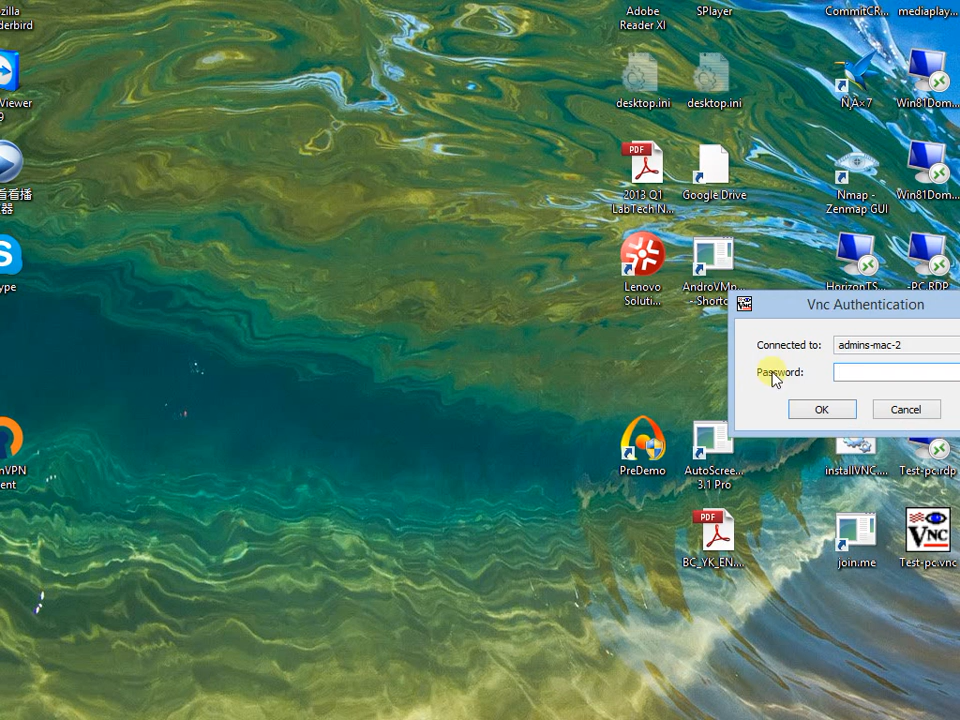 zilla
derbird
Viewer
9
看看播
器
ype
nVPN
ent
Adobe
Reader XI
SPlayer
desktop.ini
desktop.ini
PDF
2013 Q1
LabTech N...
Google Drive
Lenovo
Soluti...
AndroVMp...
- Shortc
PreDemo
AutoScree...
3.1 Pro
PDF
BC_YK_EN....
CommitCR...
mediaplay...
Win81Dom...
Nmap -
Zenmap GUI
Win81Dom...
HorizonTS...
-PC.RDP
Vnc Authentication
Connected to:
admins-mac-2
Password:
OK
Cancel
installVNC....
Test-pc.rdp
join.me
VNC
Test-pc.vnc